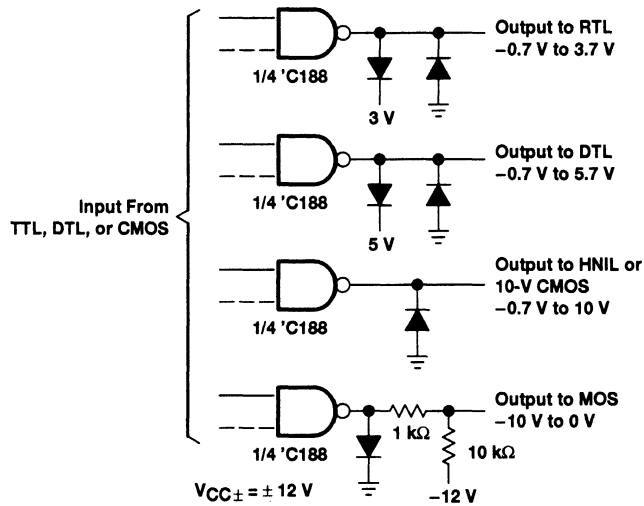 Output to RTL
–0.7 V to 3.7 V
1/4 'C188
3 V
Output to DTL
–0.7 V to 5.7 V
1/4 'C188
5 V
Input From
TTL, DTL, or CMOS
Output to HNIL or
10-V CMOS
–0.7 V to 10 V
1/4 'C188
Output to MOS
–10 V to 0 V
1 kΩ
10 kΩ
1/4 'C188
VCC± = ± 12 V
–12 V